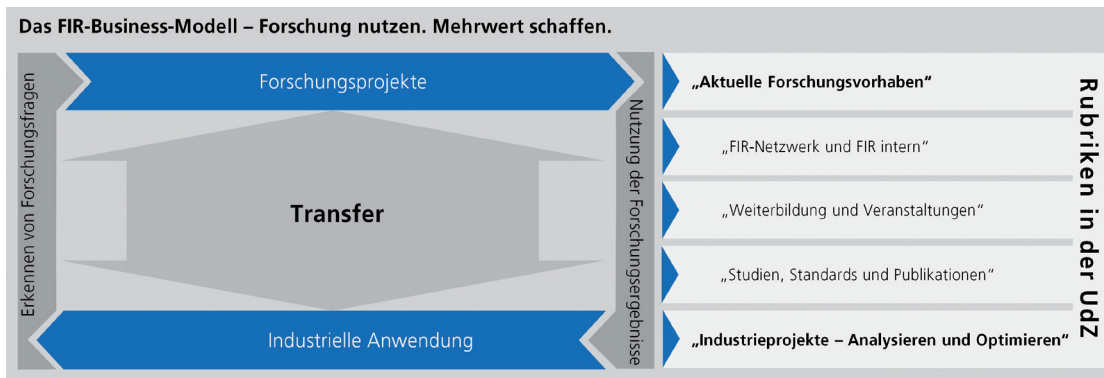 Das FIR-Business-Modell – Forschung nutzen. Mehrwert schaffen.
Erkennen von Forschungsfragen
Forschungsprojekte
Transfer
Industrielle Anwendung
Nutzung der Forschungsergebnisse
„Aktuelle Forschungsvorhaben“
„FIR-Netzwerk und FIR intern“
„Weiterbildung und Veranstaltungen“
„Studien, Standards und Publikationen“
„Industrieprojekte – Analysieren und Optimieren“
Rubriken in der UdZ